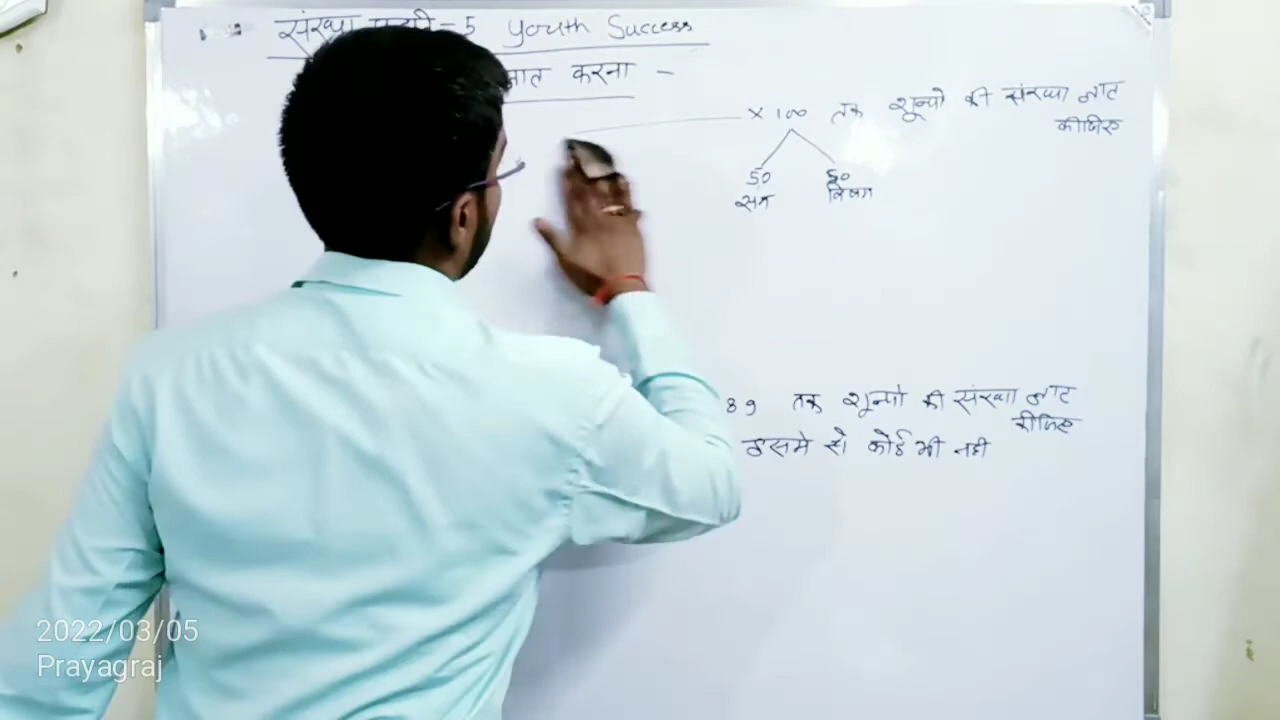 संख्या पद्धति - 5 Youth Success
ज्ञात करना -
× 100 तक शून्यो की संख्या ज्ञात
कीजिए
50 50
सम विषम
89 तक शून्यो की संख्या ज्ञात
कीजिए
इसमे से कोई भी नही
2022/03/05
Prayagraj